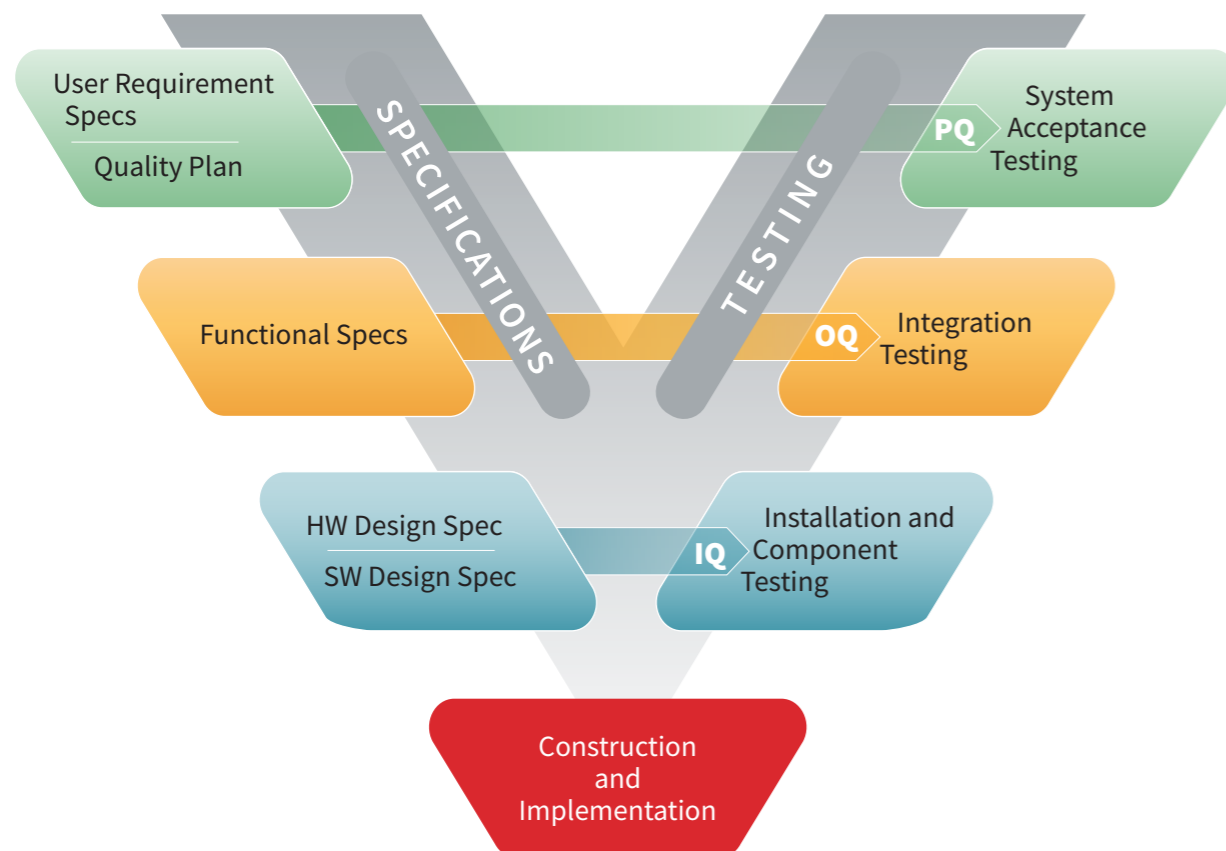 User Requirement
Specs
Quality Plan
SPECIFICATIONS
TESTING
PQ
System
Acceptance
Testing
Functional Specs
OQ
Integration
Testing
HW Design Spec
SW Design Spec
IQ
Installation and
Component
Testing
Construction
and
Implementation